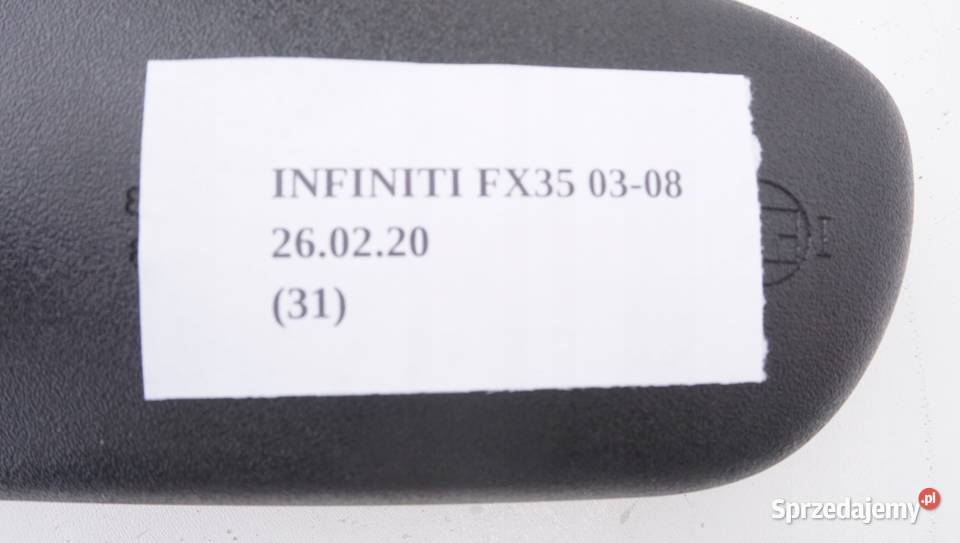 INFINITI FX35 03-08
26.02.20
(31)
Sprzedajemy.pl